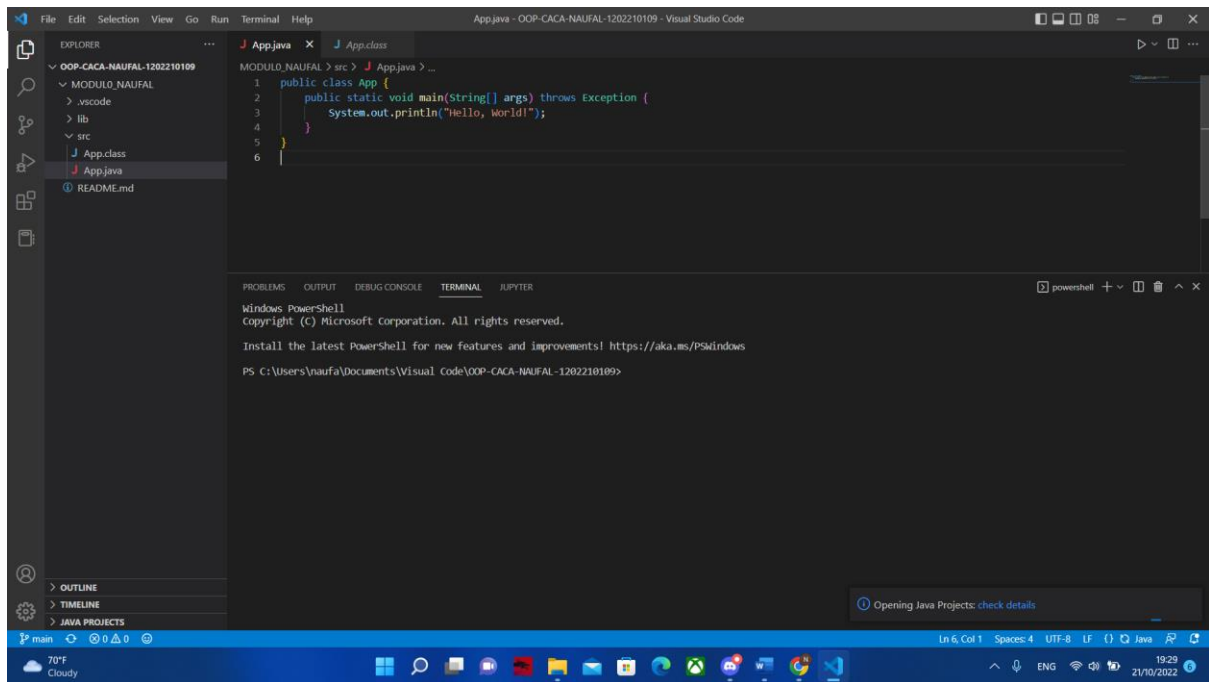 File Edit Selection View Go Run Terminal Help App.java - OOP-CACA-NAUFAL-1202210109 - Visual Studio Code
EXPLORER
OOP-CACA-NAUFAL-1202210109
MODUL0_NAUFAL
.vscode
lib
src
App.class
App.java
README.md
OUTLINE
TIMELINE
JAVA PROJECTS
App.java App.class
MODUL0_NAUFAL > src > App.java > ...
1 public class App {
2 public static void main(String[] args) throws Exception {
3 System.out.println("Hello, World!");
4 }
5 }
6
PROBLEMS OUTPUT DEBUG CONSOLE TERMINAL JUPYTER powershell
Windows PowerShell
Copyright (C) Microsoft Corporation. All rights reserved.
Install the latest PowerShell for new features and improvements! https://aka.ms/PSWindows
PS C:\Users\naufa\Documents\Visual Code\OOP-CACA-NAUFAL-1202210109>
Opening Java Projects: check details
main 0 0 Ln 6, Col 1 Spaces: 4 UTF-8 LF {} Java
70°F
Cloudy
ENG
19:29
21/10/2022
6